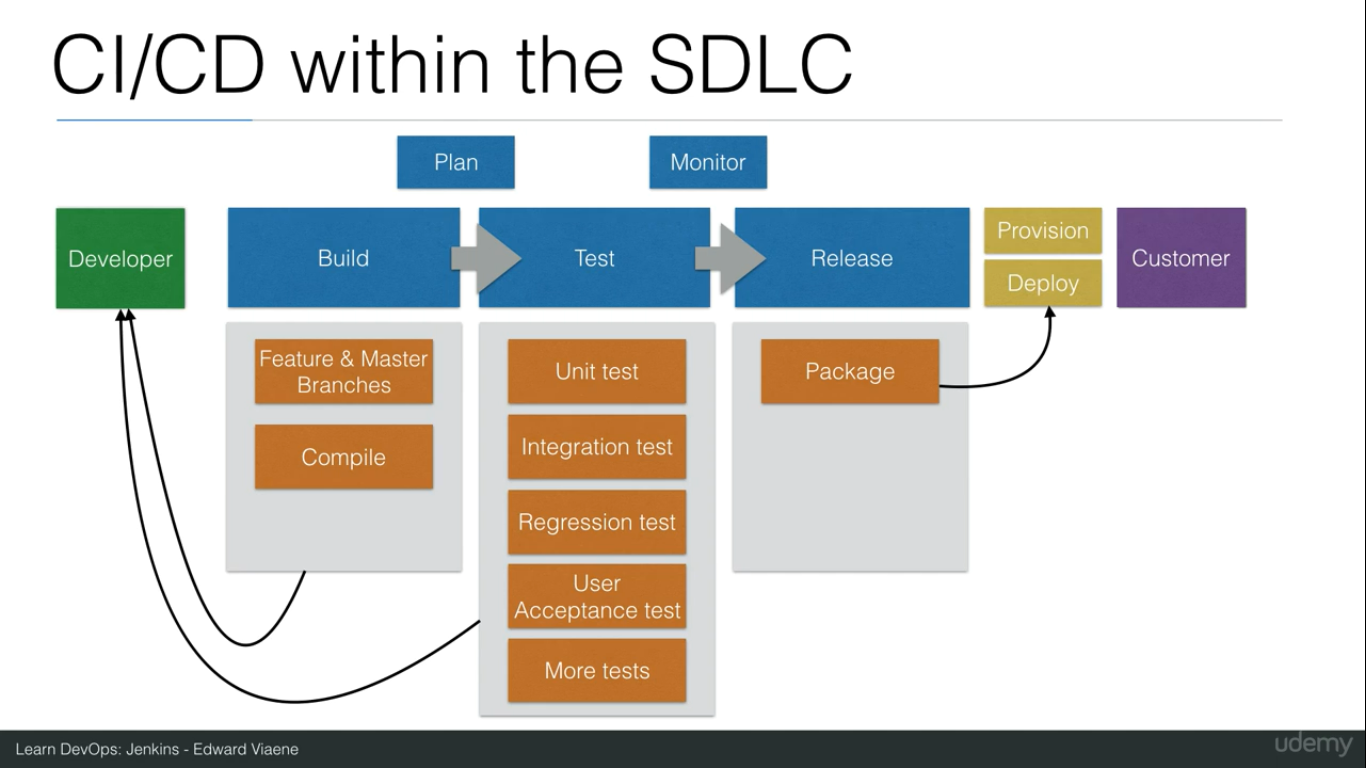 CI/CD within the SDLC
Plan
Monitor
Developer
Build
Test
Release
Provision
Deploy
Customer
Feature & Master
Branches
Compile
Unit test
Integration test
Regression test
User
Acceptance test
More tests
Package
Learn DevOps: Jenkins - Edward Viaene
udemy